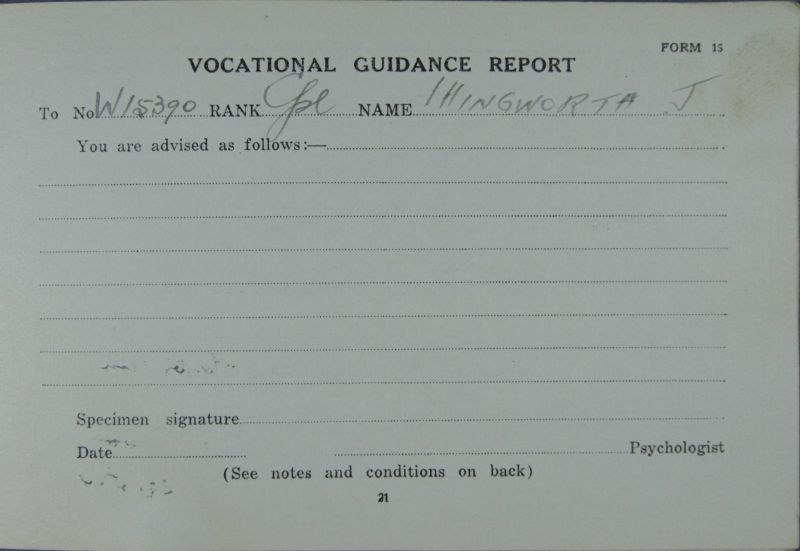 FORM 15
VOCATIONAL GUIDANCE REPORT
To No W15390 RANK Cpl NAME Illingworth J
You are advised as follows:—
Specimen signature
Date Psychologist
(See notes and conditions on back)
21